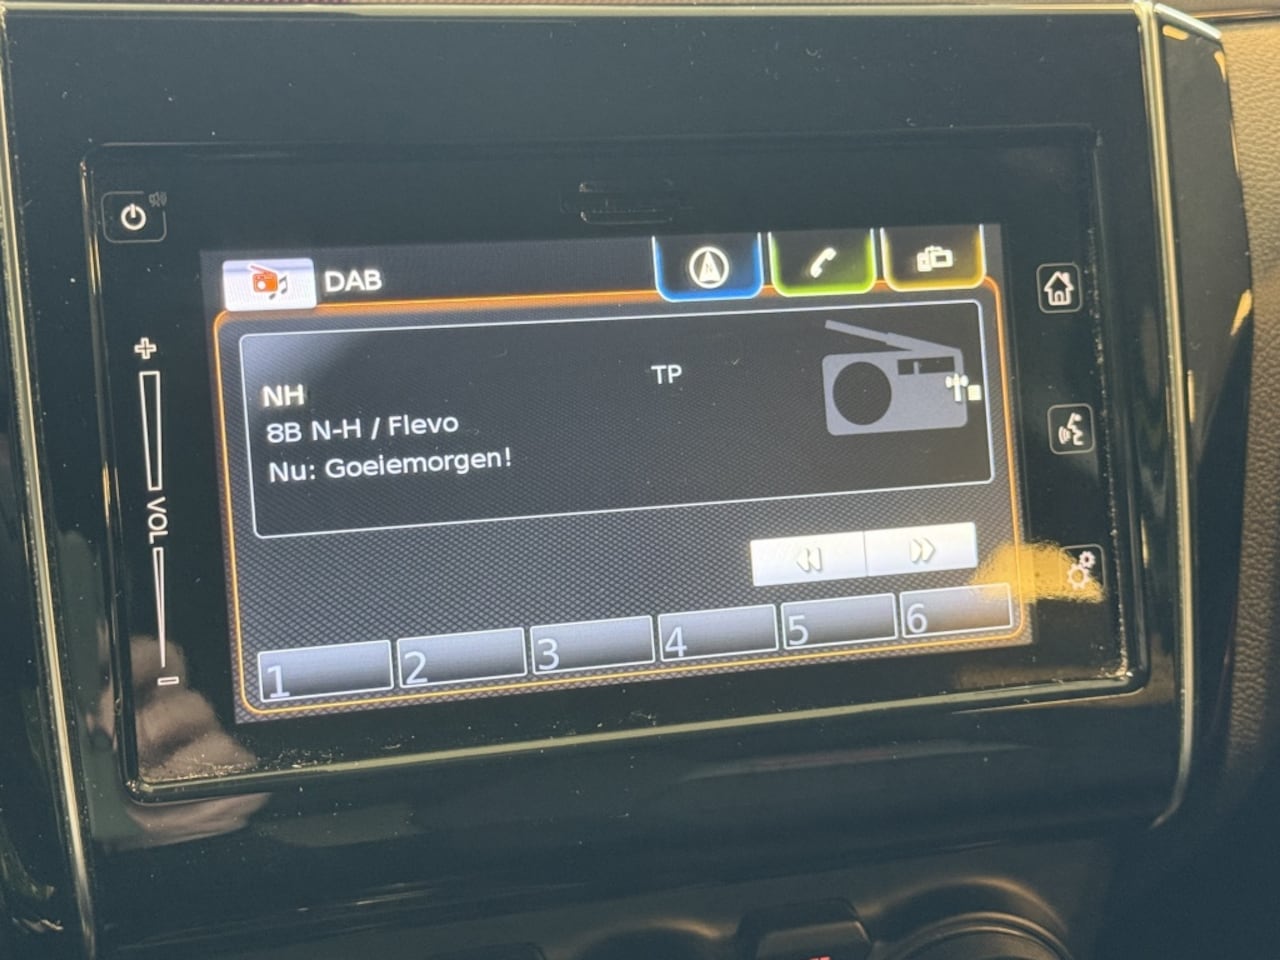 DAB
N
NH
TP
8B N-H / Flevo
Nu: Goeiemorgen!
VOL
1 2 3 4 5 6